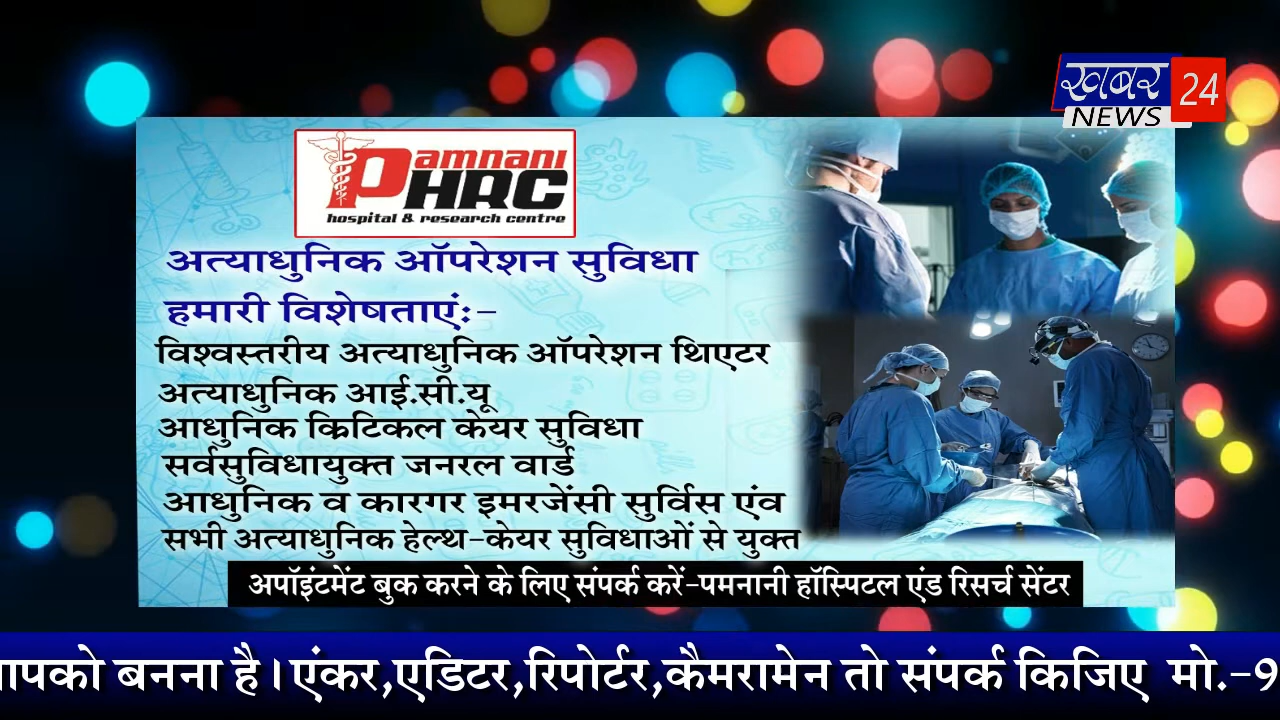 खबर 24
NEWS
Pamnani
HRC
hospital & research centre
अत्याधुनिक ऑपरेशन सुविधा
हमारी विशेषताएंः-
विश्वस्तरीय अत्याधुनिक ऑपरेशन थिएटर
अत्याधुनिक आई.सी.यू
आधुनिक क्रिटिकल केयर सुविधा
सर्वसुविधायुक्त जनरल वार्ड
आधुनिक व कारगर इमरजेंसी सुर्विस एंव
सभी अत्याधुनिक हेल्थ-केयर सुविधाओं से युक्त
अपॉइंटमेंट बुक करने के लिए संपर्क करें-पमनानी हॉस्पिटल एंड रिसर्च सेंटर
ापको बनना है। एंकर,एडिटर,रिपोर्टर,कैमरामेन तो संपर्क किजिए मो.-9